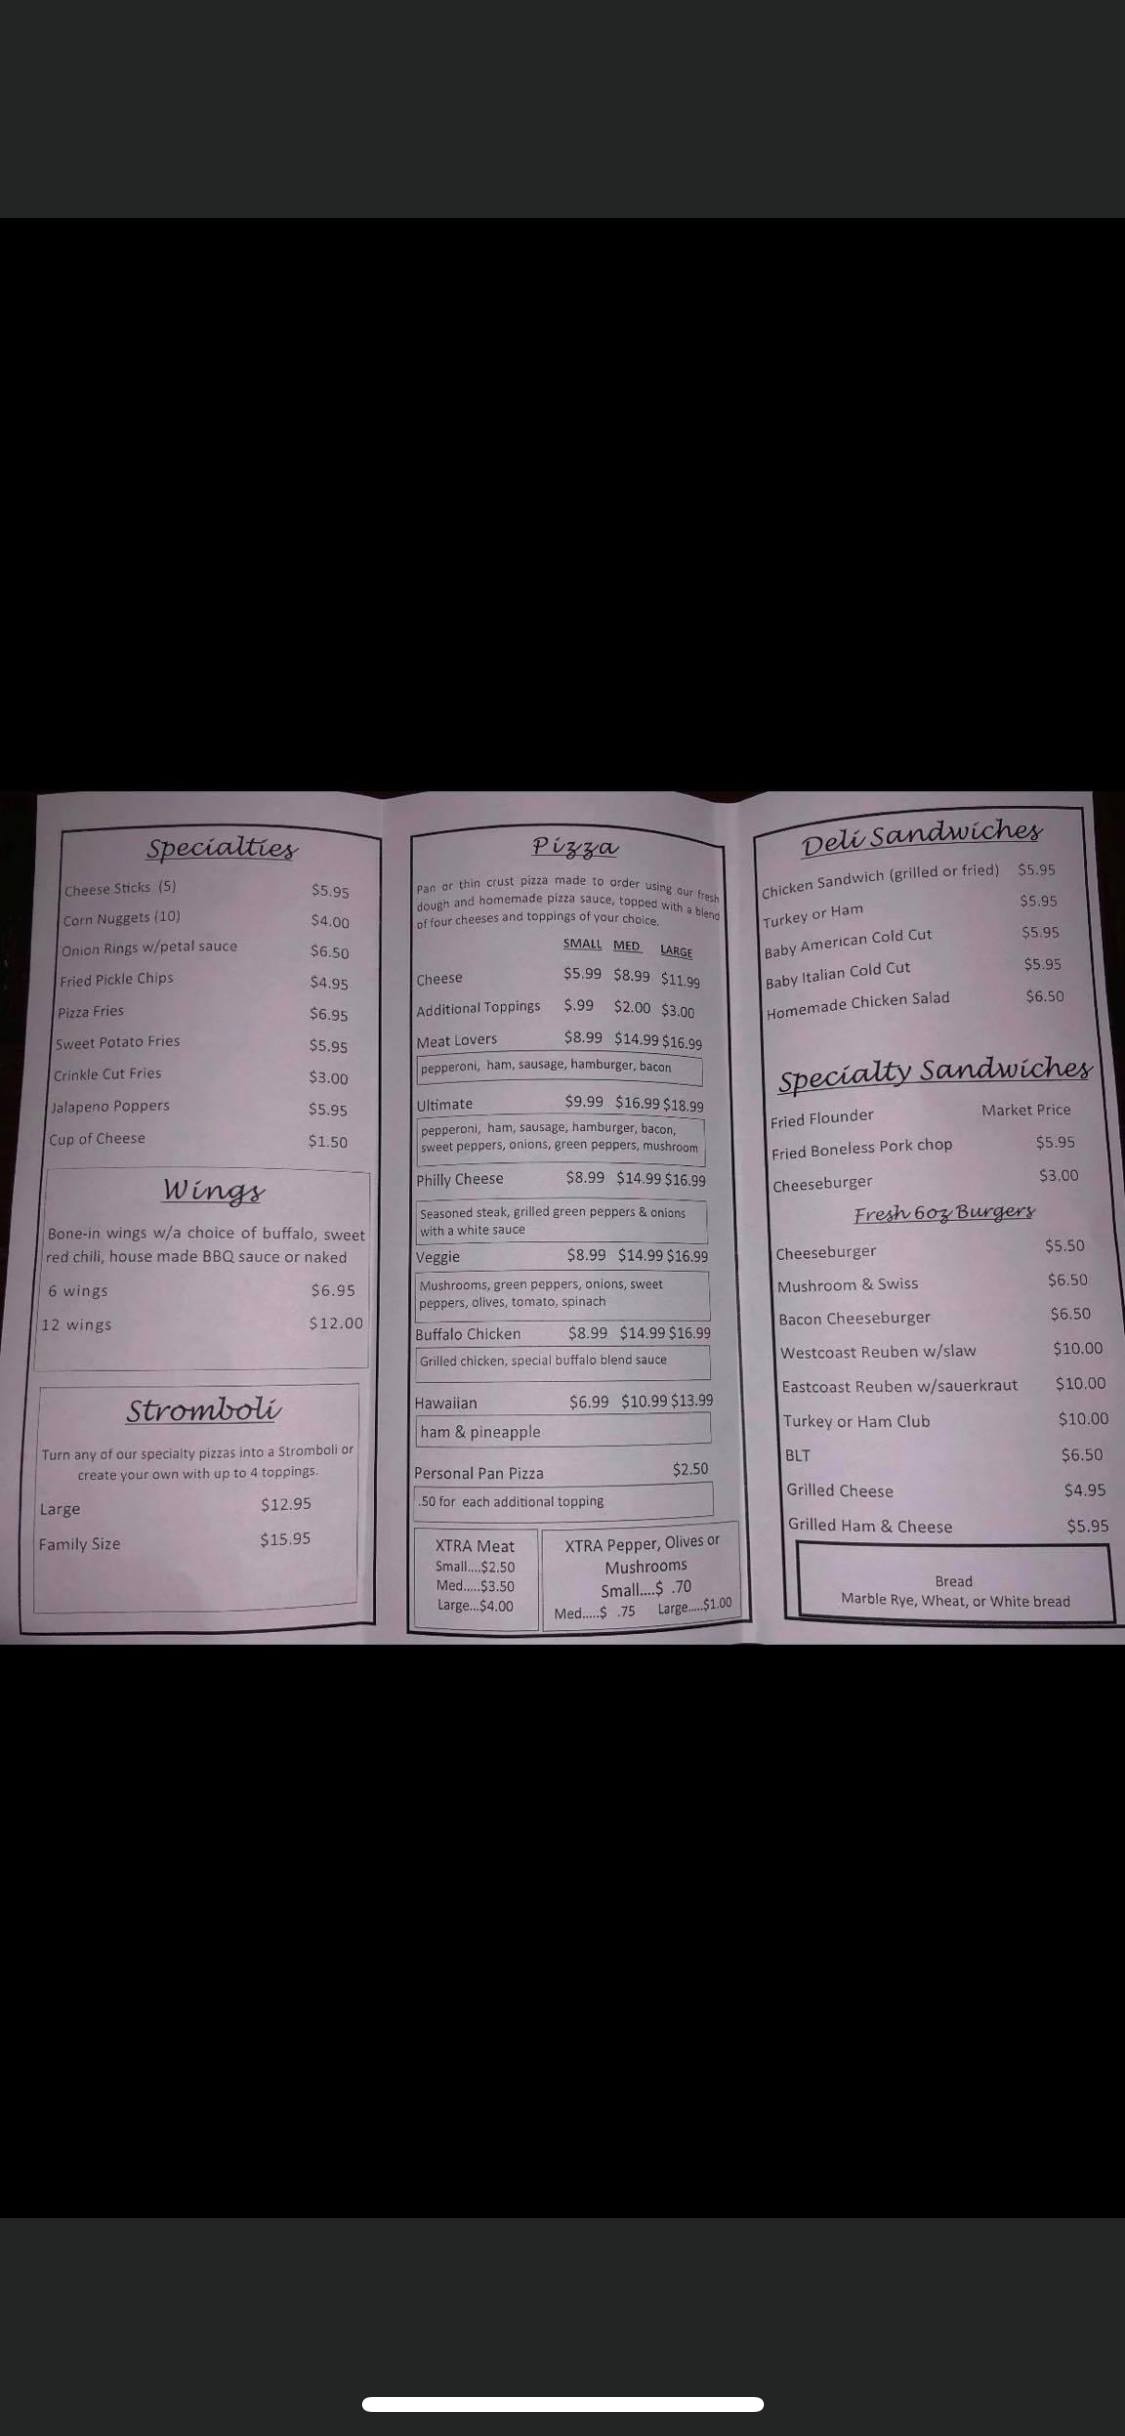 Specialties
Cheese Sticks (5) $5.95
Corn Nuggets (10) $4.00
Onion Rings w/petal sauce $6.50
Fried Pickle Chips $4.95
Pizza Fries $6.95
Sweet Potato Fries $5.95
Crinkle Cut Fries $3.00
Jalapeno Poppers $5.95
Cup of Cheese $1.50
Wings
Bone-in wings w/a choice of buffalo, sweet
red chili, house made BBQ sauce or naked
6 wings $6.95
12 wings $12.00
Stromboli
Turn any of our specialty pizzas into a Stromboli or
create your own with up to 4 toppings.
Large $12.95
Family Size $15.95
Pizza
Pan or thin crust pizza made to order using our fresh
dough and homemade pizza sauce, topped with a blend
of four cheeses and toppings of your choice.
SMALL MED LARGE
Cheese $5.99 $8.99 $11.99
Additional Toppings $.99 $2.00 $3.00
Meat Lovers $8.99 $14.99 $16.99
pepperoni, ham, sausage, hamburger, bacon
Ultimate $9.99 $16.99 $18.99
pepperoni, ham, sausage, hamburger, bacon,
sweet peppers, onions, green peppers, mushroom
Philly Cheese $8.99 $14.99 $16.99
Seasoned steak, grilled green peppers & onions
with a white sauce
Veggie $8.99 $14.99 $16.99
Mushrooms, green peppers, onions, sweet
peppers, olives, tomato, spinach
Buffalo Chicken $8.99 $14.99 $16.99
Grilled chicken, special buffalo blend sauce
Hawaiian $6.99 $10.99 $13.99
ham & pineapple
Personal Pan Pizza $2.50
.50 for each additional topping
XTRA Meat
Small....$2.50
Med.....$3.50
Large...$4.00
XTRA Pepper, Olives or
Mushrooms
Small....$ .70
Med.....$ .75 Large.....$1.00
Deli Sandwiches
Chicken Sandwich (grilled or fried) $5.95
Turkey or Ham $5.95
Baby American Cold Cut $5.95
Baby Italian Cold Cut $5.95
Homemade Chicken Salad $6.50
Specialty Sandwiches
Fried Flounder Market Price
Fried Boneless Pork chop $5.95
Cheeseburger $3.00
Fresh 6oz Burgers
Cheeseburger $5.50
Mushroom & Swiss $6.50
Bacon Cheeseburger $6.50
Westcoast Reuben w/slaw $10.00
Eastcoast Reuben w/sauerkraut $10.00
Turkey or Ham Club $10.00
BLT $6.50
Grilled Cheese $4.95
Grilled Ham & Cheese $5.95
Bread
Marble Rye, Wheat, or White bread